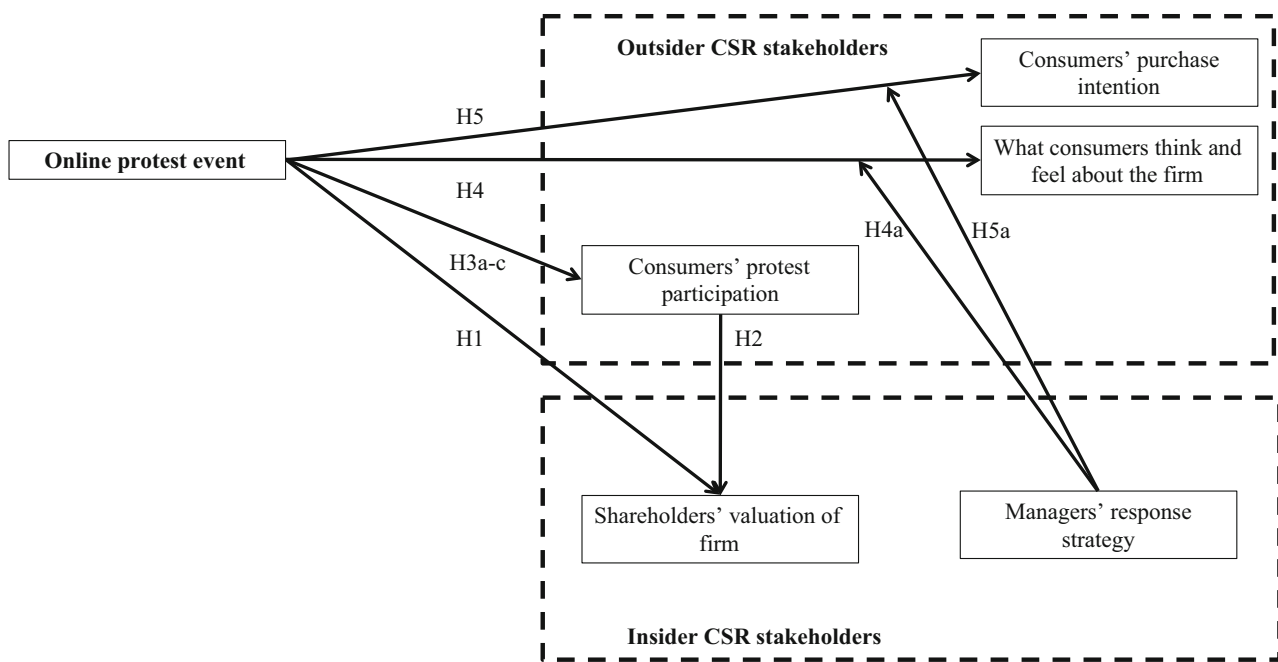 Outsider CSR stakeholders
Consumers’ purchase
intention
H5
Online protest event
What consumers think and
feel about the firm
H4
H4a
H5a
H3a-c
Consumers’ protest
participation
H1
H2
Shareholders’ valuation of
firm
Managers’ response
strategy
Insider CSR stakeholders